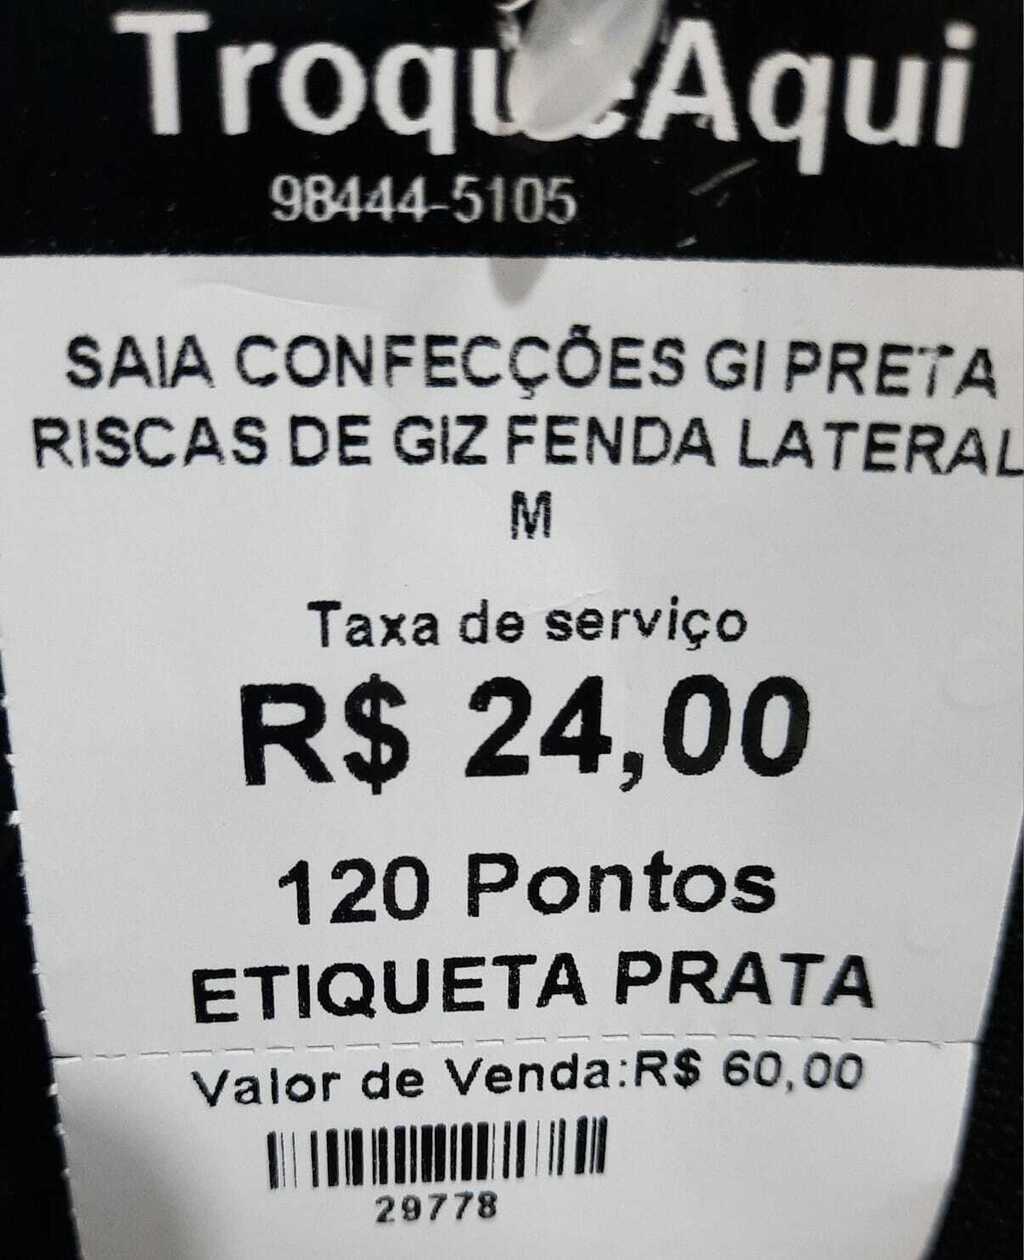 TroqueAqui
98444-5105
SAIA CONFECÇÕES GI PRETA
RISCAS DE GIZ FENDA LATERAL
M
Taxa de serviço
R$ 24,00
120 Pontos
ETIQUETA PRATA
Valor de Venda:R$ 60,00
29778